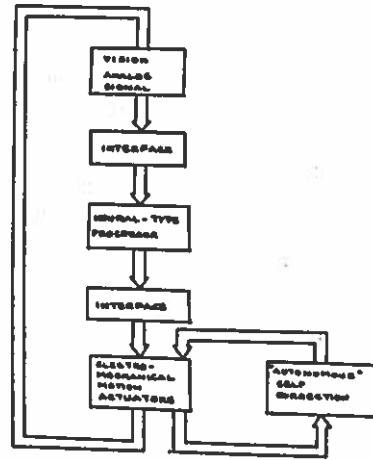 VISION
ANALOG
SIGNAL
INTERFACE
NEURAL-TYPE
PROCESSOR
INTERFACE
ELECTRO-
MECHANICAL
MOTION
ACTUATORS
"AUTONOMOUS"
SELF
CORRECTION